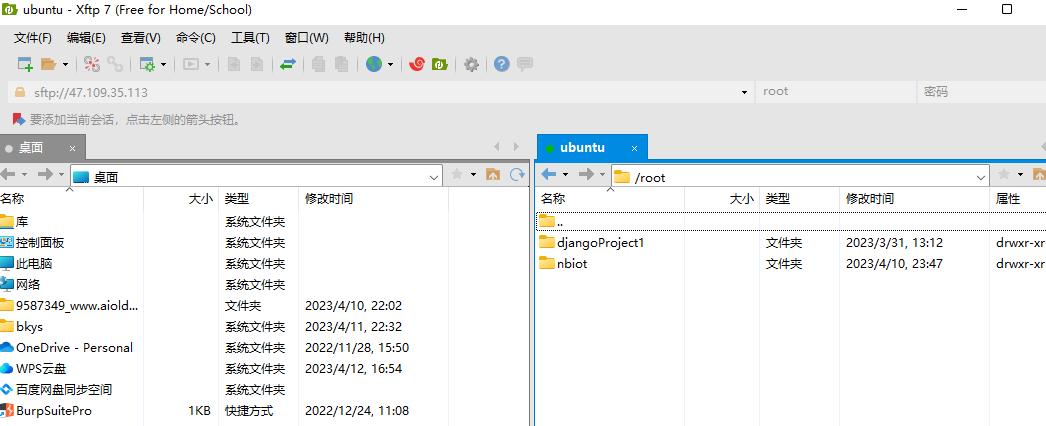 ubuntu - Xftp 7 (Free for Home/School)
文件(F) 编辑(E) 查看(V) 命令(C) 工具(T) 窗口(W) 帮助(H)
sftp://47.109.35.113 root 密码
要添加当前会话，点击左侧的箭头按钮。
桌面 × ubuntu ×
桌面 /root
名称 大小 类型 修改时间 名称 大小 类型 修改时间 属性
库 系统文件夹 ..
控制面板 系统文件夹 djangoProject1 文件夹 2023/3/31, 13:12 drwxr-xr
此电脑 系统文件夹 nbiot 文件夹 2023/4/10, 23:47 drwxr-xr
网络 系统文件夹
9587349_www.aiold... 文件夹 2023/4/10, 22:02
bkys 系统文件夹 2023/4/11, 22:32
OneDrive - Personal 系统文件夹 2022/11/28, 15:50
WPS云盘 系统文件夹 2023/4/12, 16:54
百度网盘同步空间 系统文件夹
BurpSuitePro 1KB 快捷方式 2022/12/24, 11:08